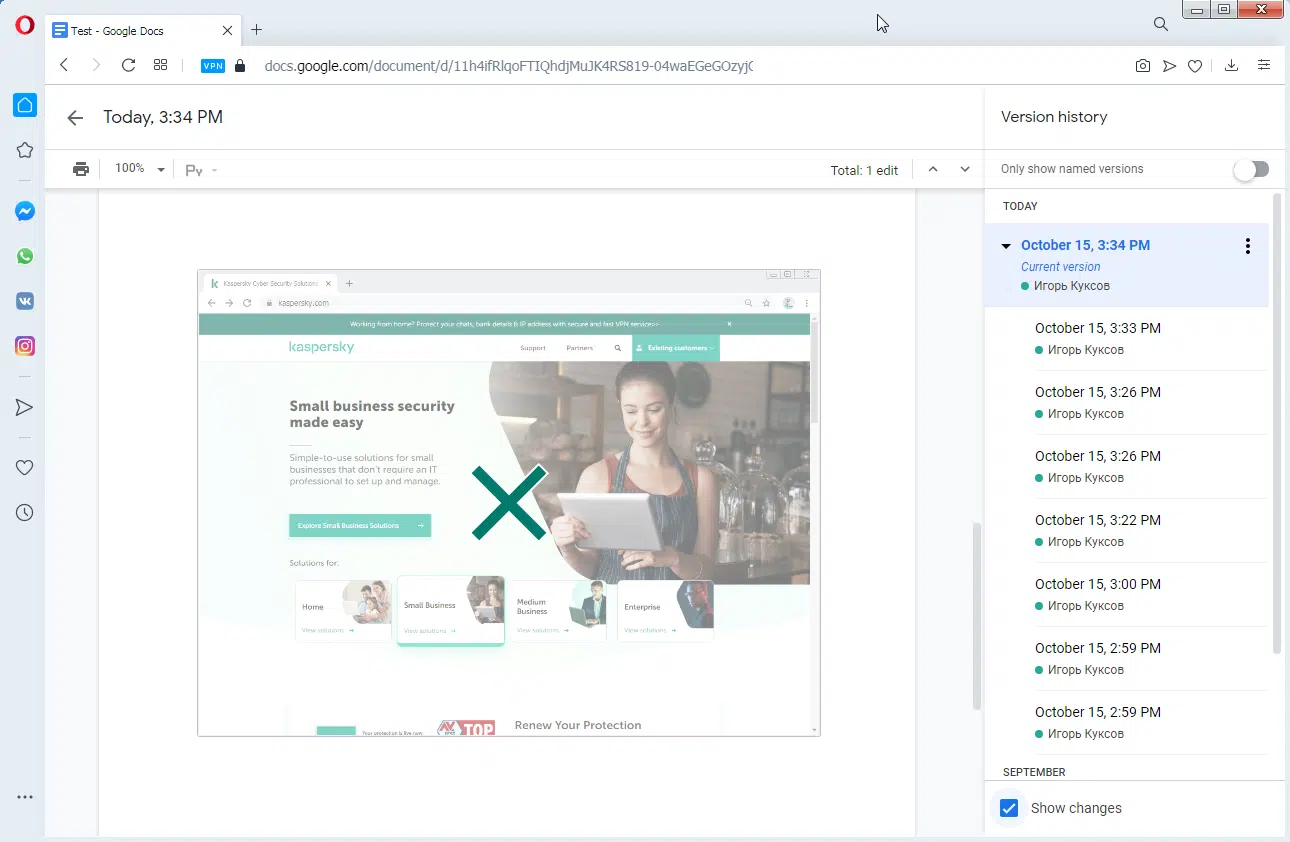 Test - Google Docs
VPN
docs.google.com/document/d/11h4ifRlqoFTIQhdjMuJK4RS819-04waEGeGOzyj
Today, 3:34 PM
100%
Total: 1 edit
Kaspersky Cyber Security Solutions
kaspersky.com
Working from home? Protect your chats, bank details & IP address with secure and fast VPN service>>
kaspersky
Support
Partners
Existing customers
Small business security
made easy
Simple-to-use solutions for small
businesses that don't require an IT
professional to set up and manage.
Explore Small Business Solutions
Solutions for:
Home
View solutions
Small Business
View solutions
Medium
Business
View solutions
Enterprise
View solutions
Your protection is live now
TOP
Renew Your Protection
Version history
Only show named versions
TODAY
October 15, 3:34 PM
Current version
Игорь Куксов
October 15, 3:33 PM
Игорь Куксов
October 15, 3:26 PM
Игорь Куксов
October 15, 3:26 PM
Игорь Куксов
October 15, 3:22 PM
Игорь Куксов
October 15, 3:00 PM
Игорь Куксов
October 15, 2:59 PM
Игорь Куксов
October 15, 2:59 PM
Игорь Куксов
SEPTEMBER
Show changes